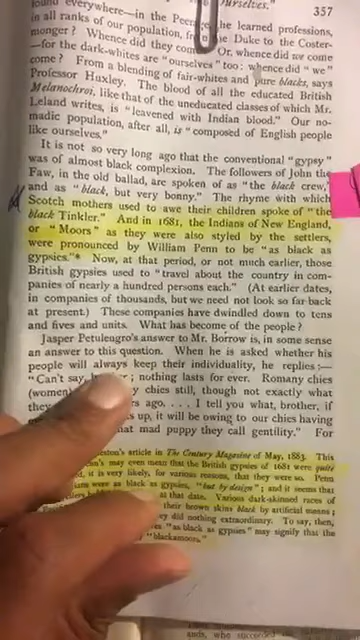 ourselves." 357
found everywhere—in the Peerage, the learned professions,
in all ranks of our population, from the Duke to the Coster-
monger? Whence did they come? Or, whence did we come
—for the dark-whites are "ourselves" too: whence did "we"
come? From a blending of fair-whites and pure blacks, says
Professor Huxley. The blood of all the educated British
Melanochroi, like that of the uneducated classes of which Mr.
Leland writes, is "leavened with Indian blood." Our no-
madic population, after all, is "composed of English people
like ourselves."
It is not so very long ago that the conventional "gypsy"
was of almost black complexion. The followers of John the
Faw, in the old ballad, are spoken of as "the black crew,"
and as "black, but very bonny." The rhyme with which
Scotch mothers used to awe their children spoke of "the
black Tinkler." And in 1681, the Indians of New England,
or "Moors" as they were also styled by the settlers,
were pronounced by William Penn to be "as black as
gypsies."* Now, at that period, or not much earlier, those
British gypsies used to "travel about the country in com-
panies of nearly a hundred persons each." (At earlier dates,
in companies of thousands, but we need not look so far back
at present.) These companies have dwindled down to tens
and fives and units. What has become of the people?
Jasper Petulengro's answer to Mr. Borrow is, in some sense
an answer to this question. When he is asked whether his
people will always keep their individuality, he replies:—
"Can't say, ; nothing lasts for ever. Romany chies
(women) chies still, though not exactly what
they ago. . . . I tell you what, brother, if
s up, it will be owing to our chies having
that mad puppy they call gentility." For
article in The Century Magazine of May, 1883. This
may even mean that the British gypsies of 1681 were quite
it is very likely, for various reasons, that they were so. Penn
were as black as gypsies, "but by design"; and it seems that
at that date. Various dark-skinned races of
their brown skins black by artificial means;
did nothing extraordinary. To say, then,
"as black as gypsies" may signify that the
"blackamoors."
ands, who succeeded